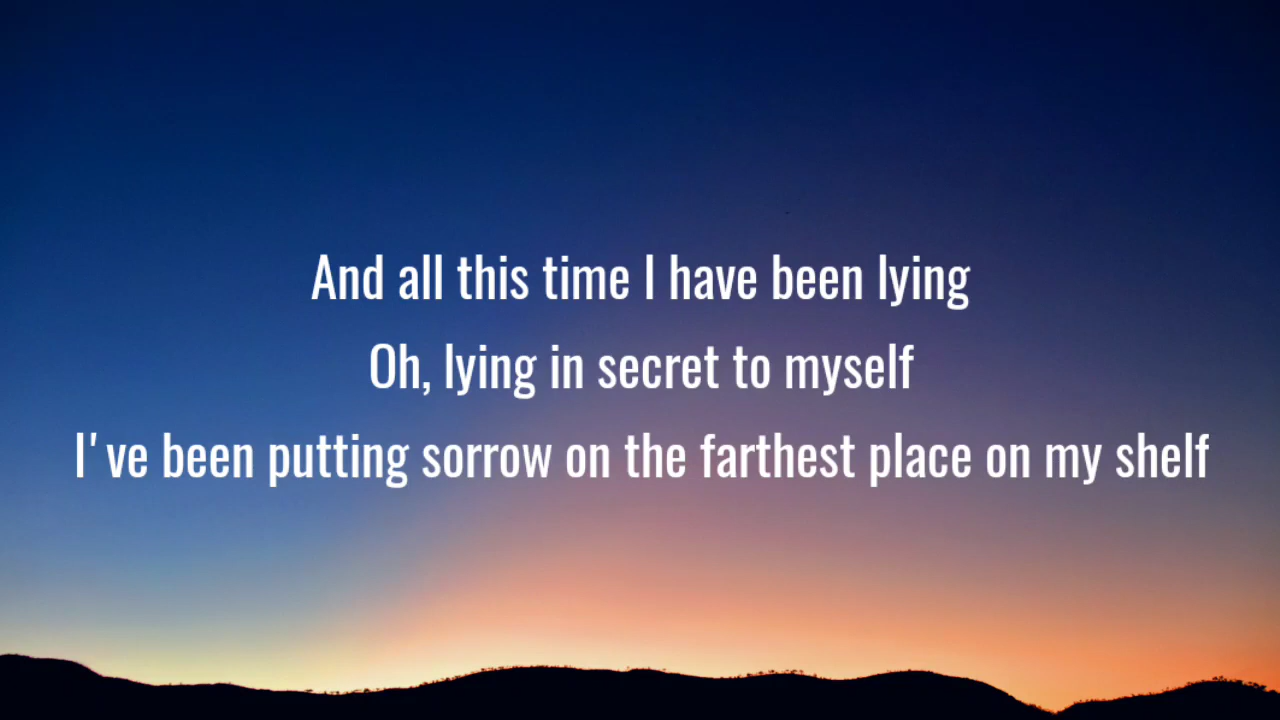 And all this time I have been lying
Oh, lying in secret to myself
I've been putting sorrow on the farthest place on my shelf